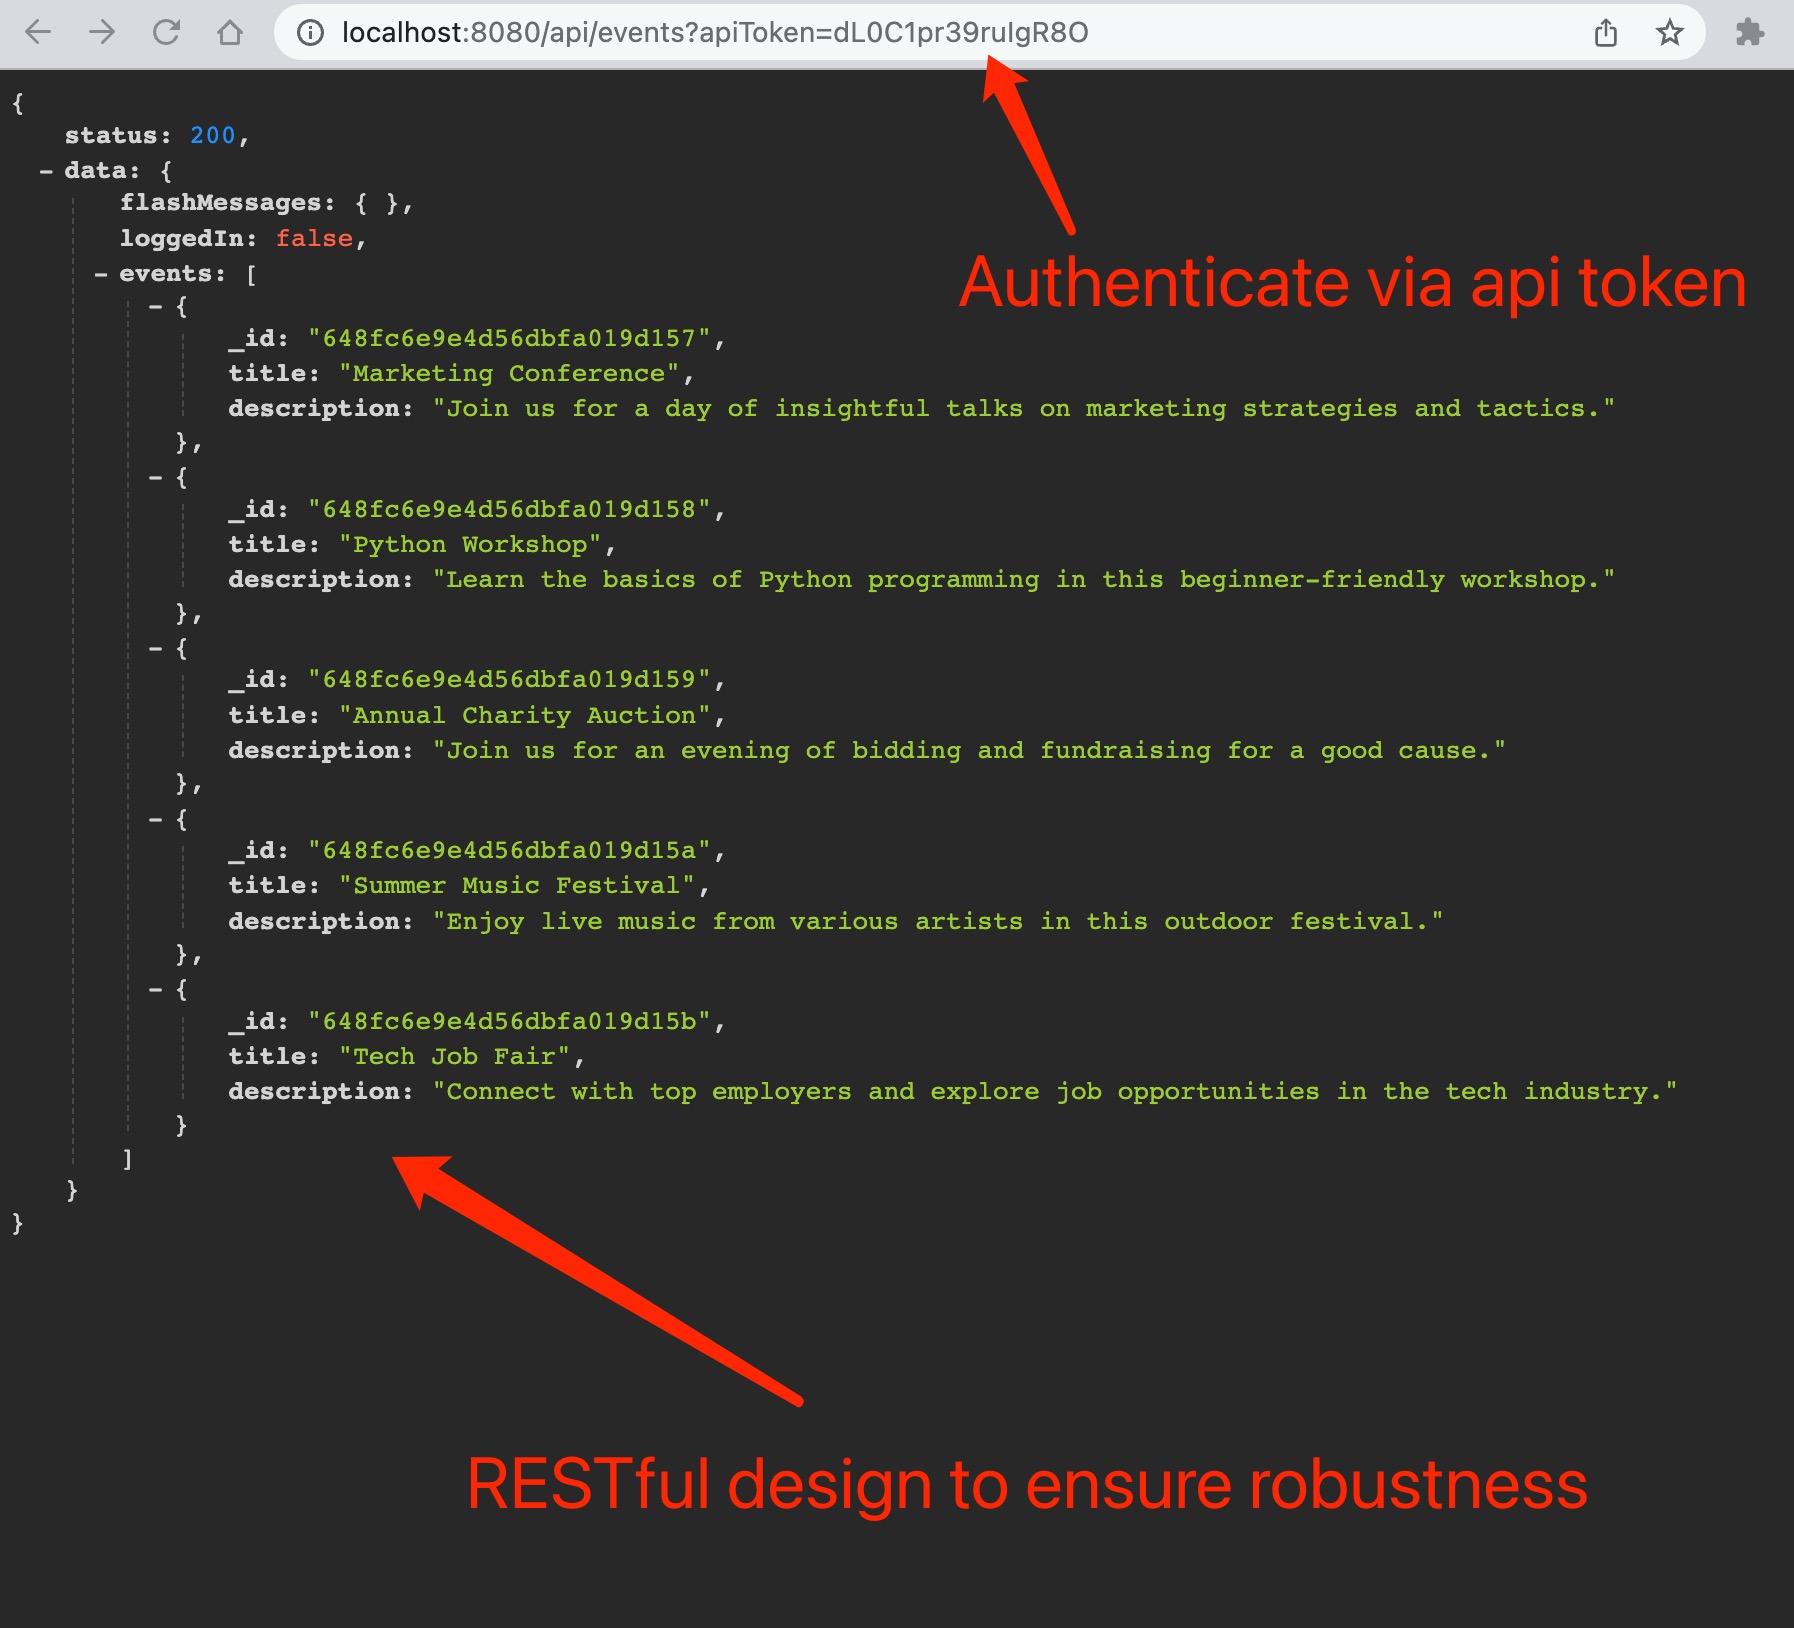 localhost:8080/api/events?apiToken=dL0C1pr39ruIgR8O
{
status: 200,
– data: {
flashMessages: { },
loggedIn: false,
– events: [
– {
_id: "648fc6e9e4d56dbfa019d157",
title: "Marketing Conference",
description: "Join us for a day of insightful talks on marketing strategies and tactics."
},
– {
_id: "648fc6e9e4d56dbfa019d158",
title: "Python Workshop",
description: "Learn the basics of Python programming in this beginner-friendly workshop."
},
– {
_id: "648fc6e9e4d56dbfa019d159",
title: "Annual Charity Auction",
description: "Join us for an evening of bidding and fundraising for a good cause."
},
– {
_id: "648fc6e9e4d56dbfa019d15a",
title: "Summer Music Festival",
description: "Enjoy live music from various artists in this outdoor festival."
},
– {
_id: "648fc6e9e4d56dbfa019d15b",
title: "Tech Job Fair",
description: "Connect with top employers and explore job opportunities in the tech industry."
}
]
}
}
Authenticate via api token
RESTful design to ensure robustness